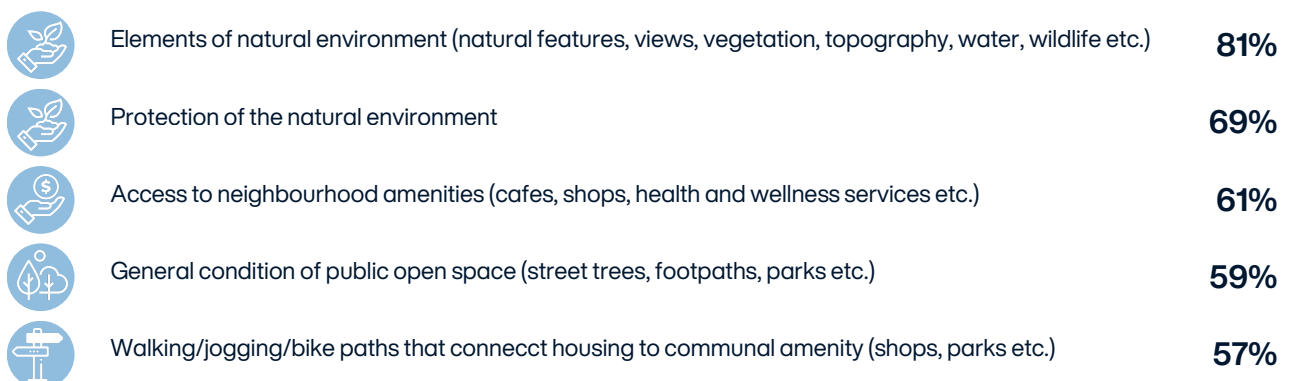 Elements of natural environment (natural features, views, vegetation, topography, water, wildlife etc.) 81%
Protection of the natural environment 69%
$
Access to neighbourhood amenities (cafes, shops, health and wellness services etc.) 61%
General condition of public open space (street trees, footpaths, parks etc.) 59%
Walking/jogging/bike paths that connecct housing to communal amenity (shops, parks etc.) 57%